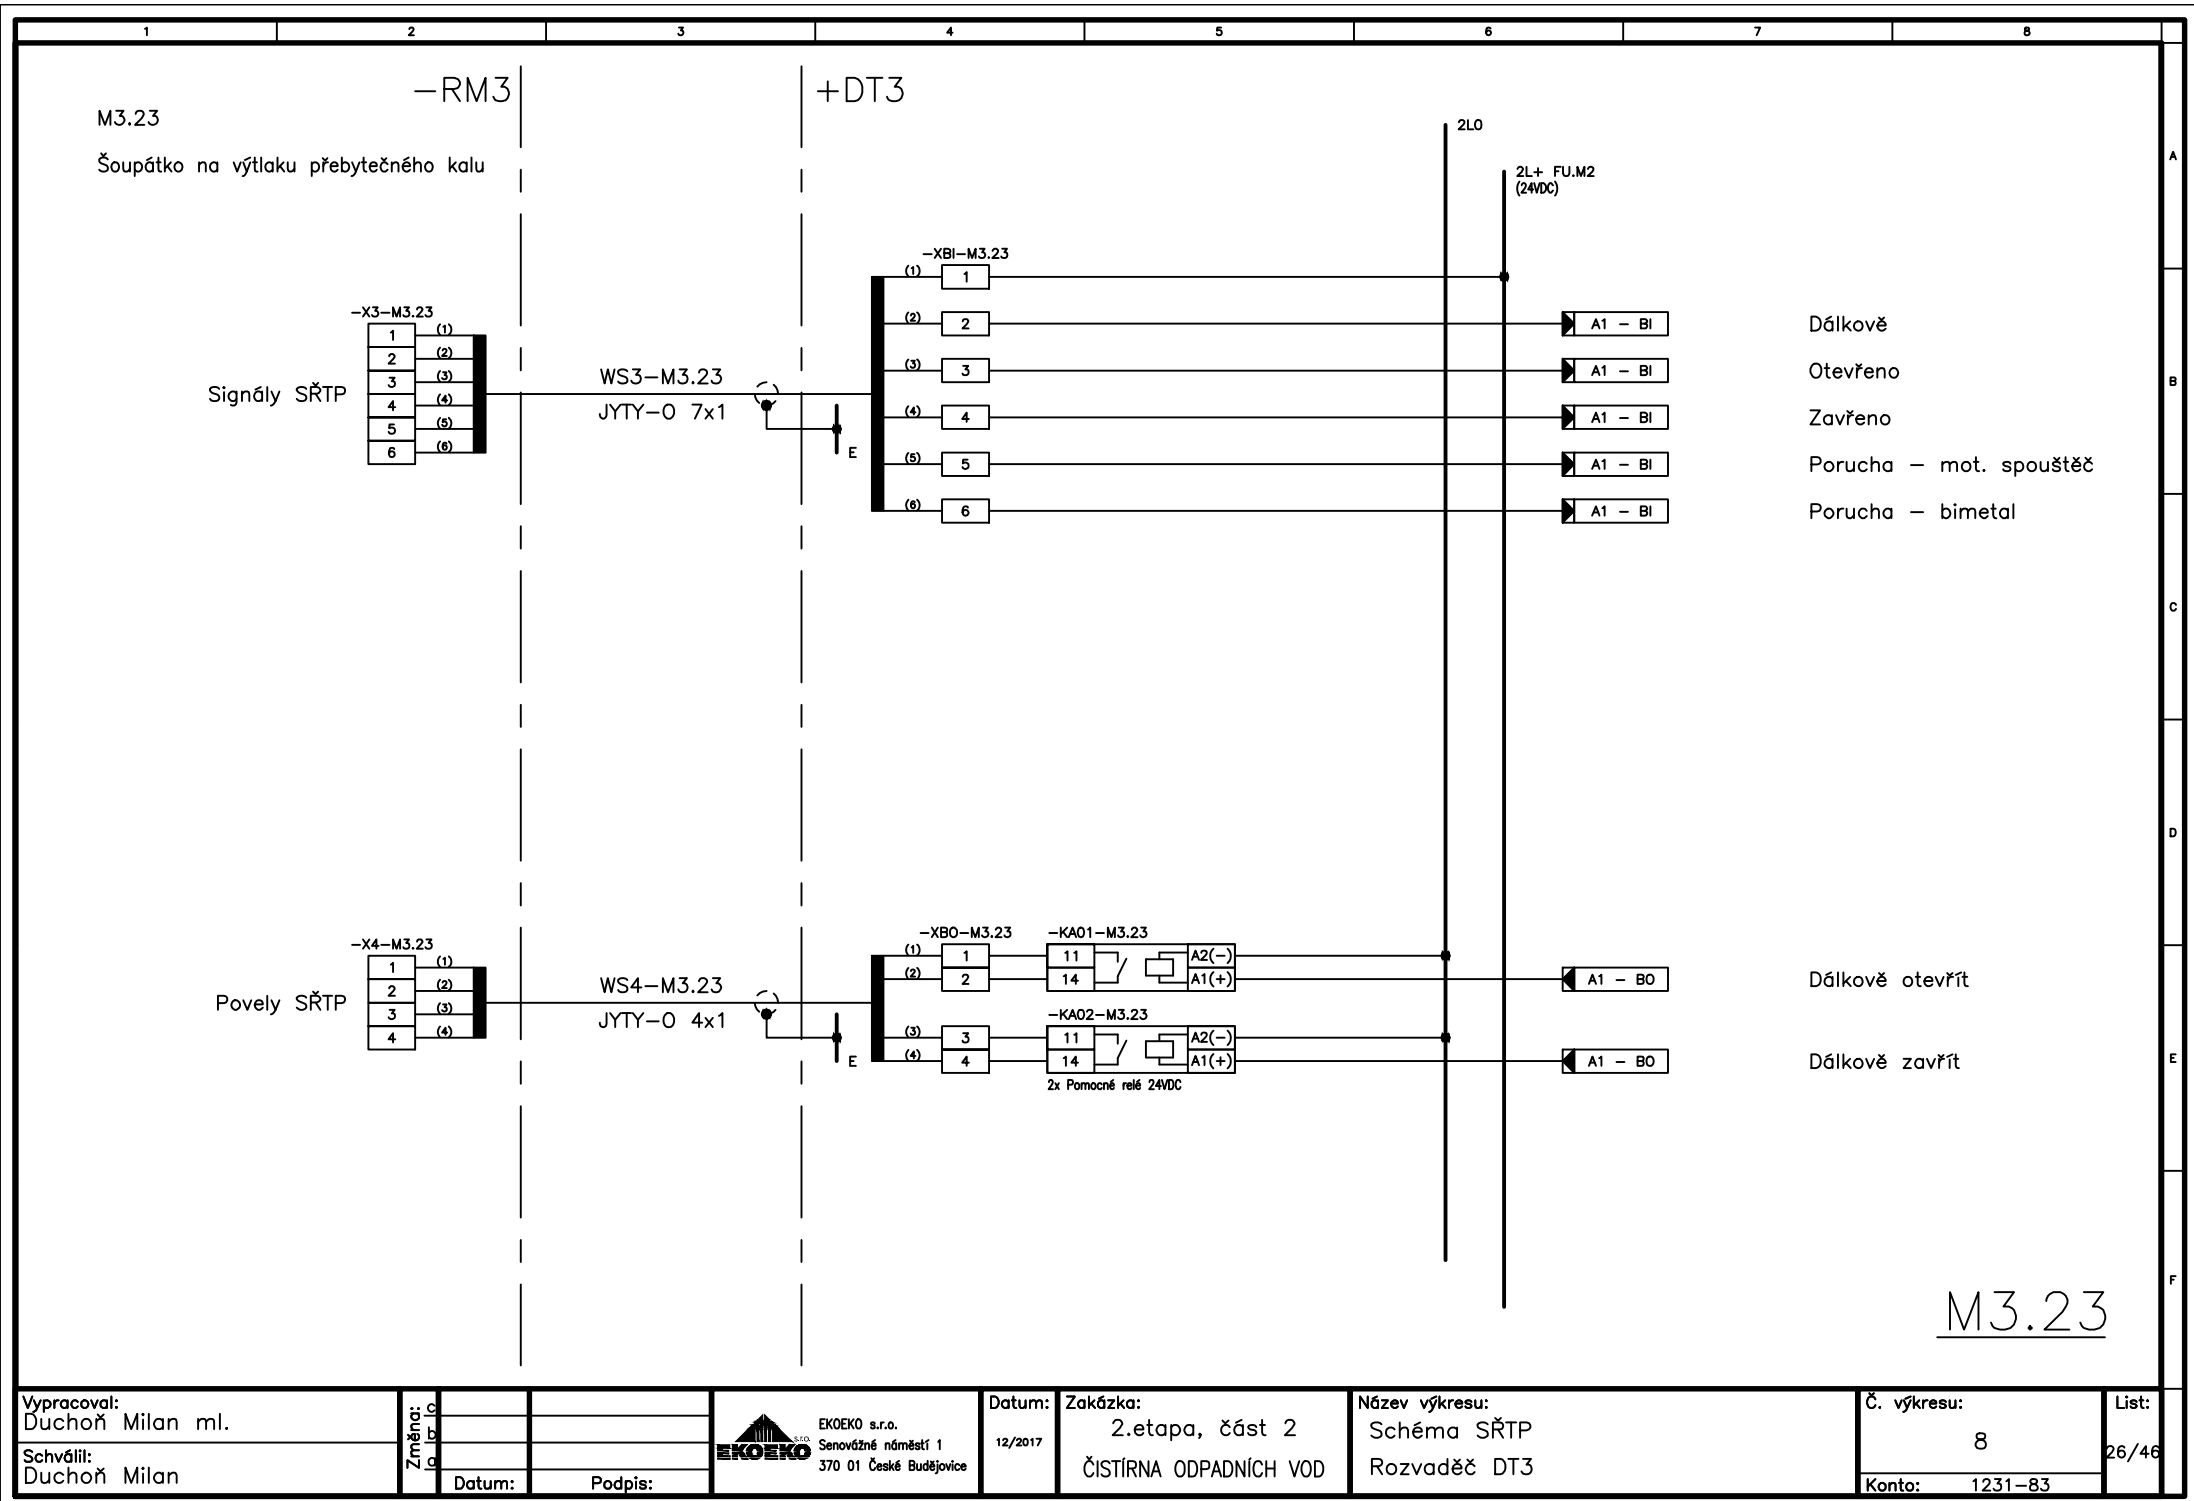 1 2 3 4 5 6 7 8
-RM3
+DT3
M3.23
Šoupátko na výtlaku přebytečného kalu
2L0
2L+ FU.M2
(24VDC)
A
B
C
D
E
F
-X3-M3.23
1 (1)
2 (2)
3 (3)
4 (4)
5 (5)
6 (6)
Signály SŘTP
WS3-M3.23
JYTY-O 7x1
E
-XBI-M3.23
(1) 1
(2) 2 A1 - BI Dálkově
(3) 3 A1 - BI Otevřeno
(4) 4 A1 - BI Zavřeno
(5) 5 A1 - BI Porucha - mot. spouštěč
(6) 6 A1 - BI Porucha - bimetal
-X4-M3.23
1 (1)
2 (2)
3 (3)
4 (4)
Povely SŘTP
WS4-M3.23
JYTY-O 4x1
E
-XBO-M3.23 -KA01-M3.23
(1) 1 11 A2(-)
(2) 2 14 A1(+) A1 - BO Dálkově otevřít
-KA02-M3.23
(3) 3 11 A2(-)
(4) 4 14 A1(+) A1 - BO Dálkově zavřít
2x Pomocné relé 24VDC
M3.23
Vypracoval:
Duchoň Milan ml.
Schválil:
Duchoň Milan
Změna:
c
b
a
Datum: Podpis:
EKOEKO s.r.o.
EKOEKO s.r.o.
Senovážné náměstí 1
370 01 České Budějovice
Datum:
12/2017
Zakázka:
2.etapa, část 2
ČISTÍRNA ODPADNÍCH VOD
Název výkresu:
Schéma SŘTP
Rozvaděč DT3
Č. výkresu:
8
Konto: 1231-83
List:
26/46